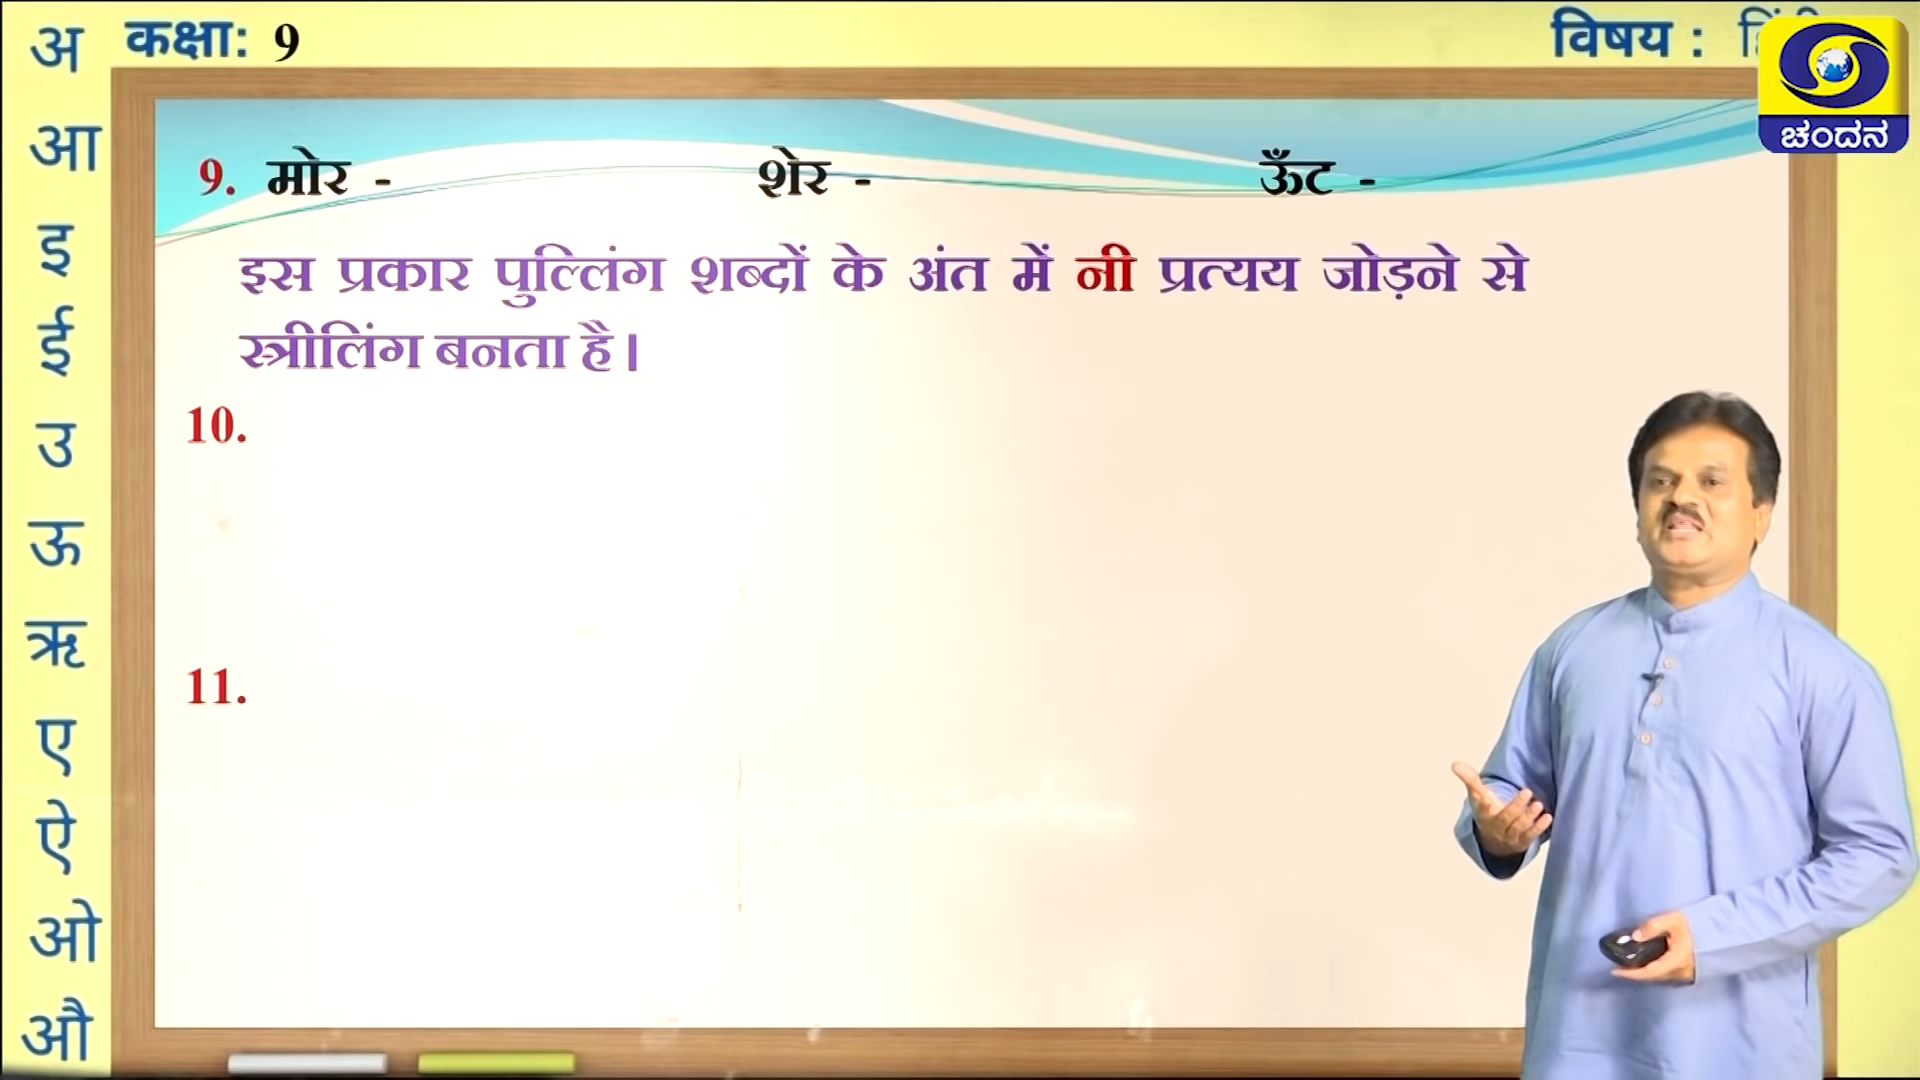 कक्षा: 9
विषय :
ಚಂದನ
अ
आ
इ
ई
उ
ऊ
ऋ
ए
ऐ
ओ
औ
9. मोर - शेर - ऊँट -
इस प्रकार पुल्लिंग शब्दों के अंत में नी प्रत्यय जोड़ने से
स्त्रीलिंग बनता है।
10.
11.